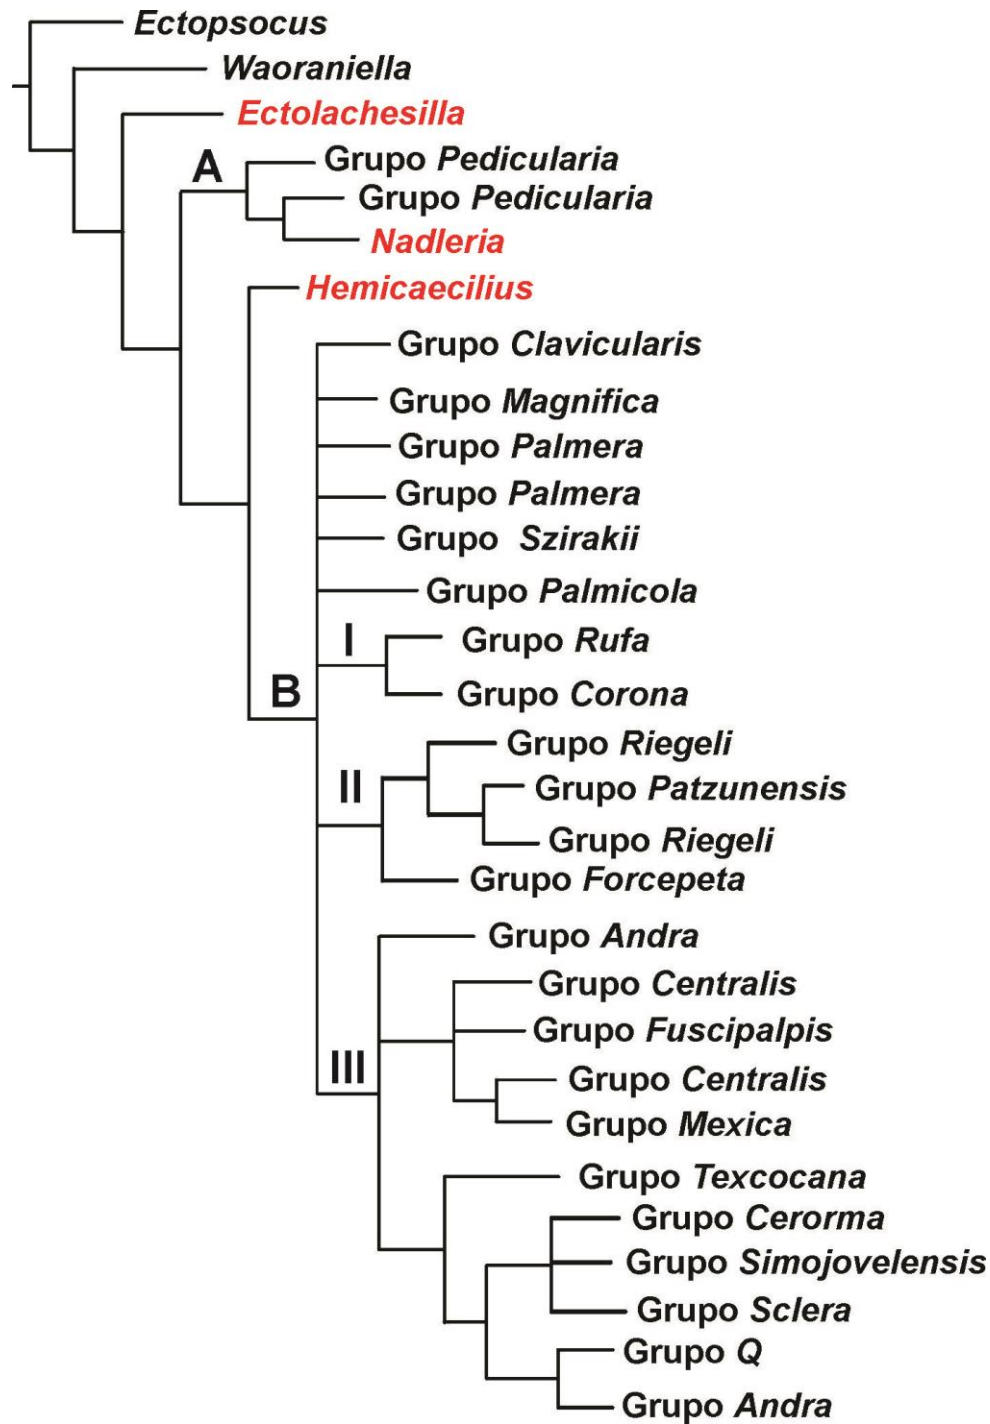 Ectopsocus
Waoraniella
Ectolachesilla
A
Grupo Pedicularia
Grupo Pedicularia
Nadleria
Hemicaecilius
Grupo Clavicularis
Grupo Magnifica
Grupo Palmera
Grupo Palmera
Grupo Szirakii
Grupo Palmicola
I
Grupo Rufa
B
Grupo Corona
Grupo Riegeli
II
Grupo Patzunensis
Grupo Riegeli
Grupo Forcepeta
Grupo Andra
Grupo Centralis
Grupo Fuscipalpis
III
Grupo Centralis
Grupo Mexica
Grupo Texcocana
Grupo Cerorma
Grupo Simojovelensis
Grupo Sclera
Grupo Q
Grupo Andra